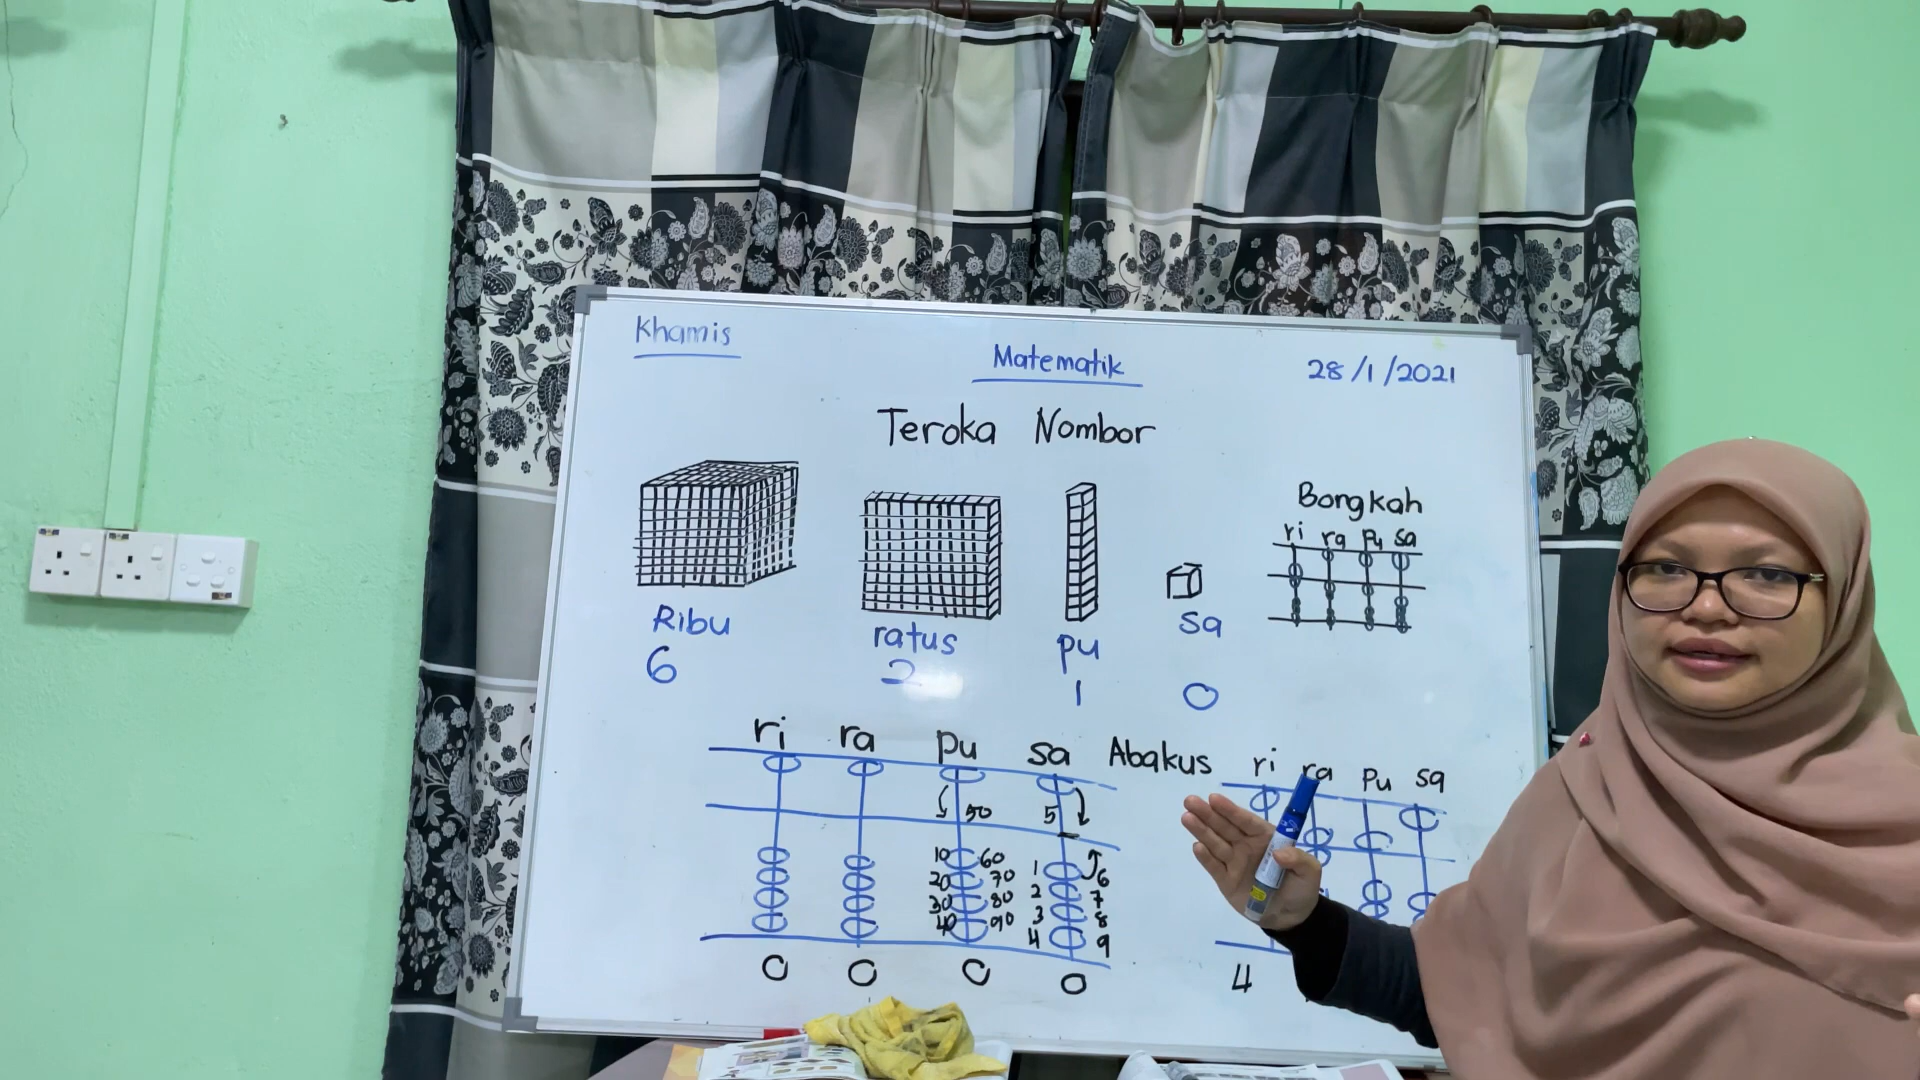 Khamis
Matematik
28/1/2021
Teroka Nombor
Bongkah
ri ra pu sa
Ribu ratus pu sa
6 2 1 0
ri ra pu sa
Abakus
ri ra pu sa
50 5
10 60 1 6
20 70 2 7
30 80 3 8
40 90 4 9
0 0 0 0
4